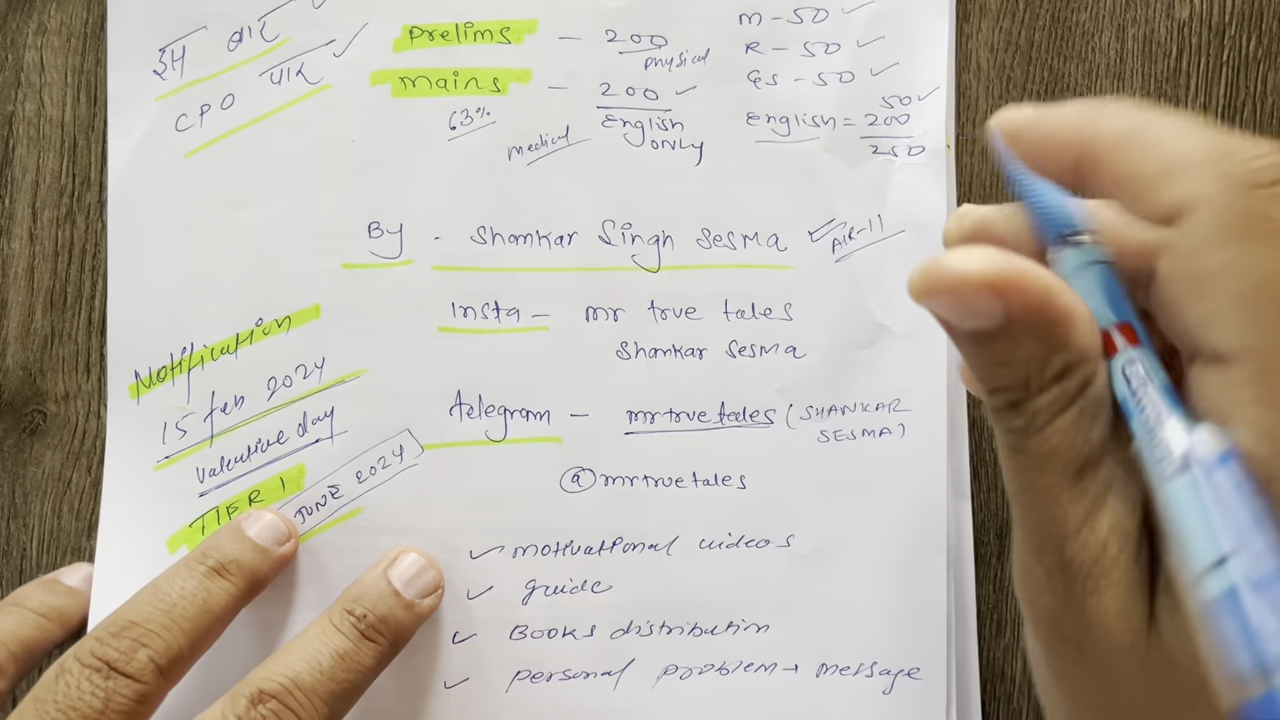 इस बार
CPO पार
Prelims - 200
Physical
mains - 200
63%
medical
English
ONLY
M - 50
R - 50
GS - 50
50
English = 200
250
By - Shankar Singh SeSMA
AIR-11
Insta - mr true tales
Shankar SeSMA
Notification
15 feb 2024
Valentine day
TIER 1
JUNE 2024
telegram - mrtruetales (SHANKAR
SESMA)
@mrtruetales
motivational videos
guide
Books distribution
personal problem → message